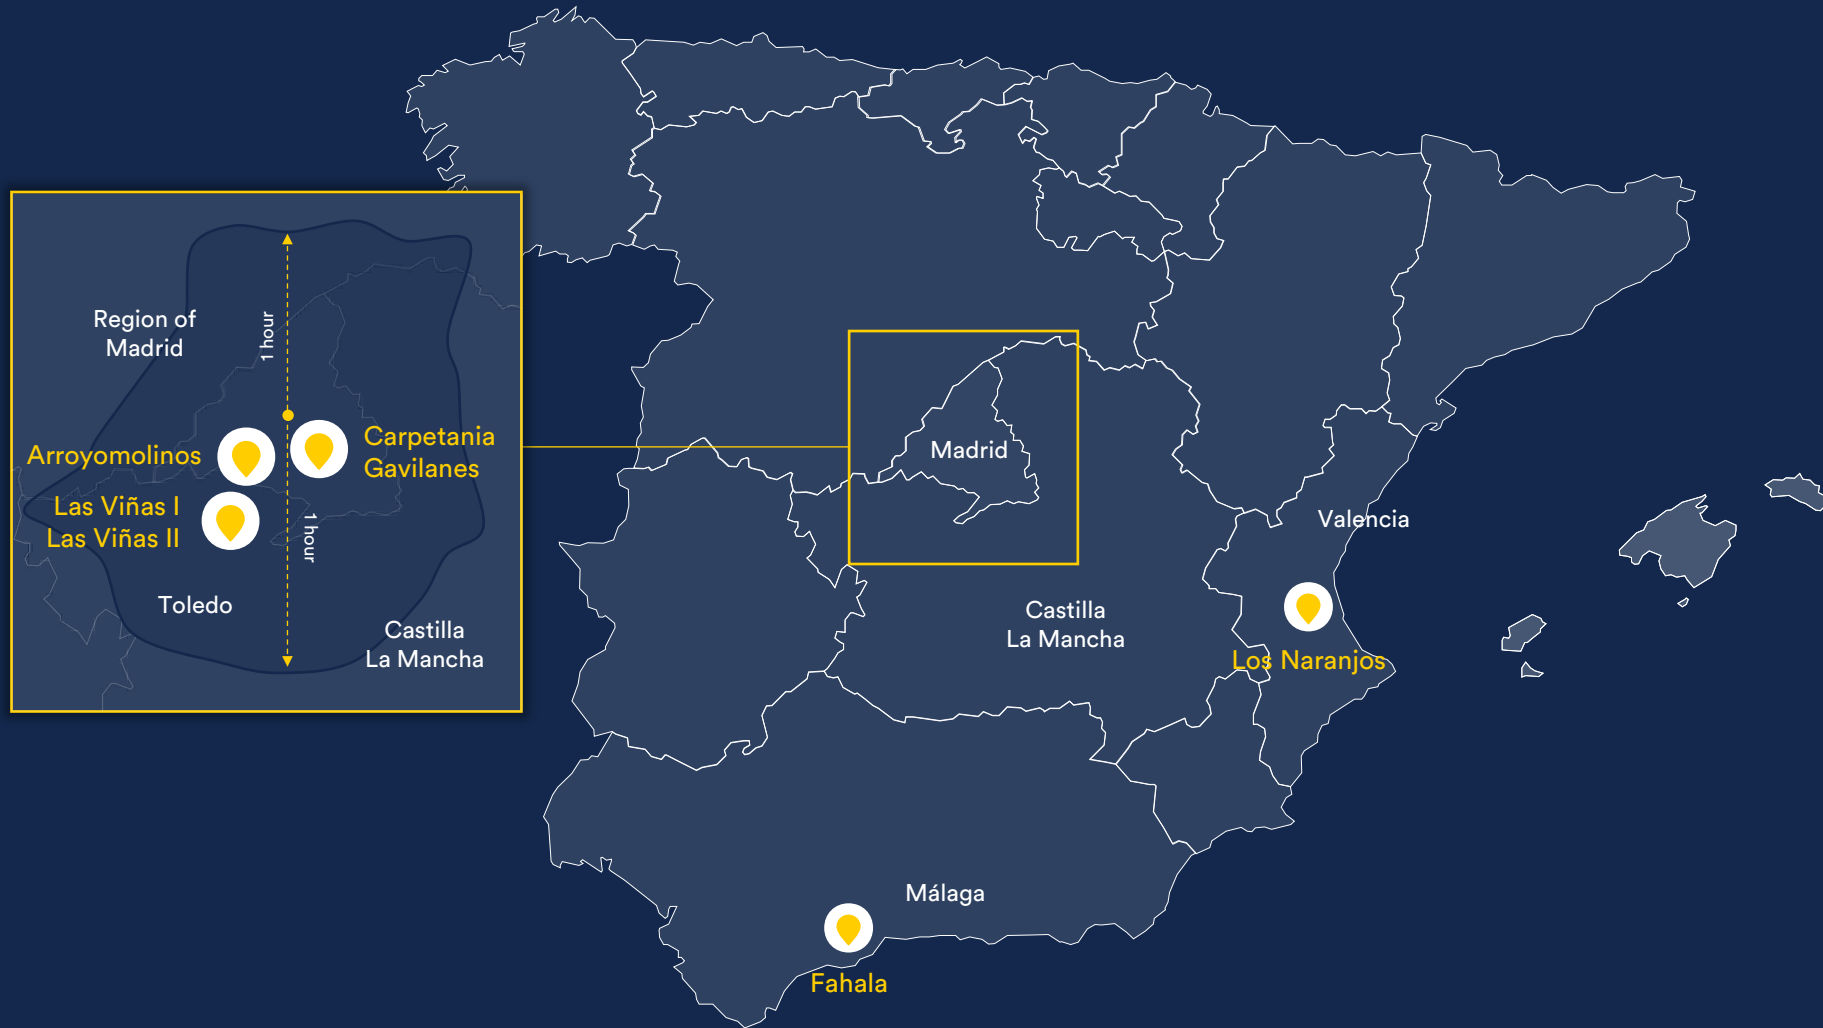 Region of
Madrid
1 hour
Arroyomolinos
Carpetania
Gavilanes
Las Viñas I
Las Viñas II
1 hour
Toledo
Castilla
La Mancha
Madrid
Valencia
Castilla
La Mancha
Los Naranjos
Málaga
Fahala